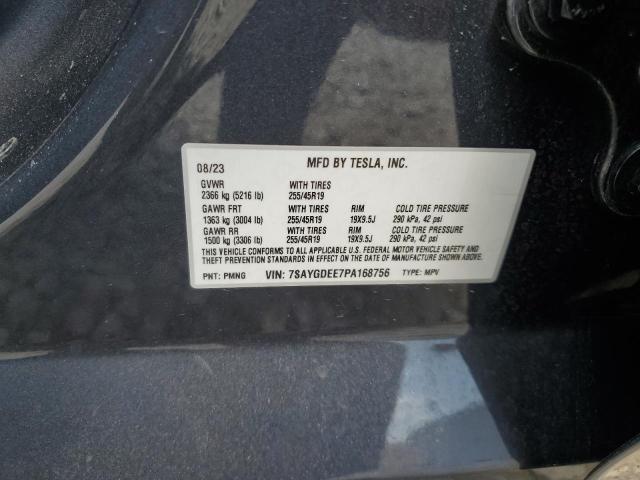 08/23 MFD BY TESLA, INC.
GVWR WITH TIRES
2366 kg (5216 lb) 255/45R19
GAWR FRT WITH TIRES RIM COLD TIRE PRESSURE
1363 kg (3004 lb) 255/45R19 19X9.5J 290 kPa, 42 psi
GAWR RR WITH TIRES RIM COLD TIRE PRESSURE
1500 kg (3306 lb) 255/45R19 19X9.5J 290 kPa, 42 psi
THIS VEHICLE CONFORMS TO ALL APPLICABLE U.S. FEDERAL MOTOR VEHICLE SAFETY AND
THEFT PREVENTION STANDARDS IN EFFECT ON THE DATE OF MANUFACTURE SHOWN ABOVE.
PNT: PMNG VIN: 7SAYGDEE7PA168756 TYPE: MPV